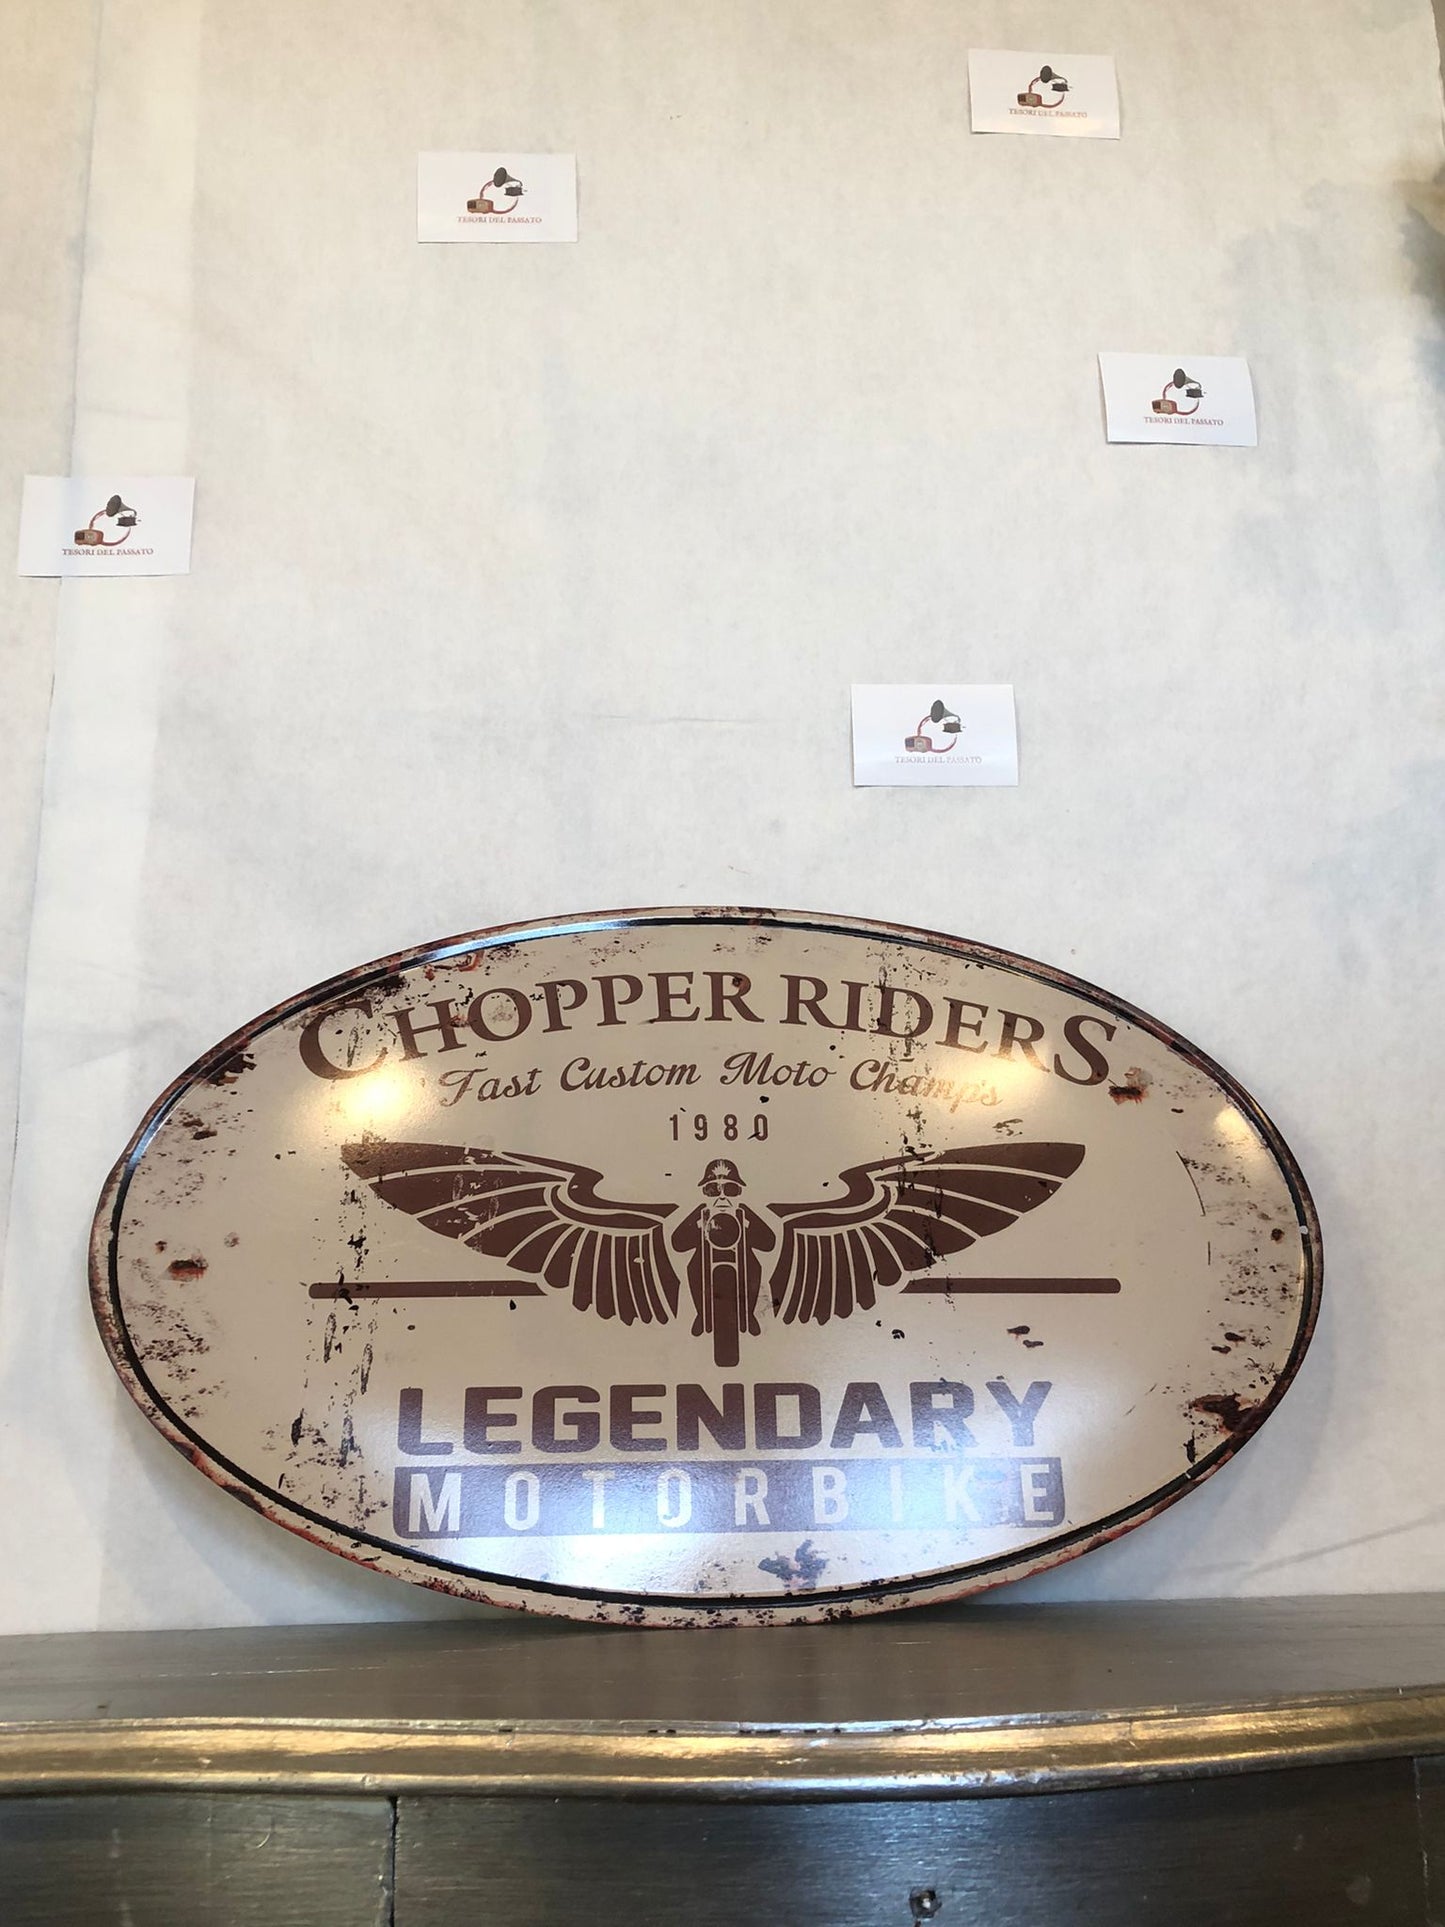 TESORI DEL PASSATO
TESORI DEL PASSATO
TESORI DEL PASSATO
TESORI DEL PASSATO
TESORI DEL PASSATO
CHOPPER RIDERS
Fast Custom Moto Champs
1980
LEGENDARY
MOTORBIKE